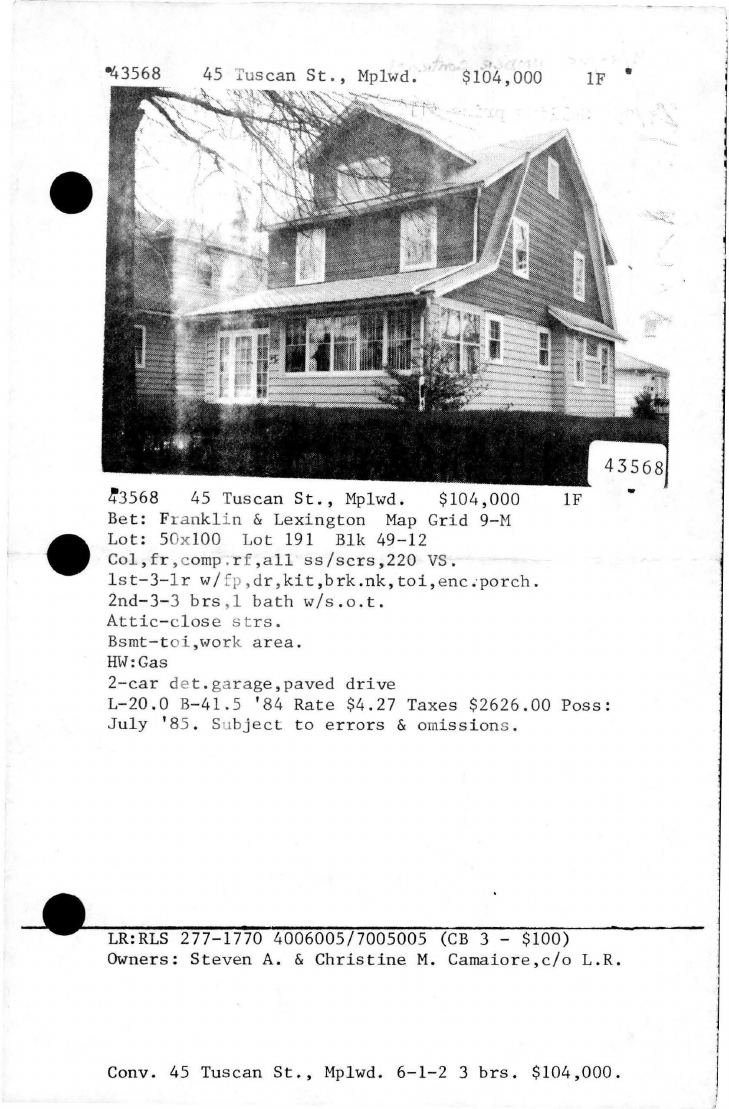 43568 45 Tuscan St., Mplwd. $104,000 1F
43568
43568 45 Tuscan St., Mplwd. $104,000 1F
Bet: Franklin & Lexington Map Grid 9-M
Lot: 50x100 Lot 191 Blk 49-12
Col,fr,comp.rf,all ss/scrs,220 VS.
1st-3-lr w/fp,dr,kit,brk.nk,toi,enc.porch.
2nd-3-3 brs,1 bath w/s.o.t.
Attic-close strs.
Bsmt-toi,work area.
HW:Gas
2-car det.garage,paved drive
L-20.0 B-41.5 '84 Rate $4.27 Taxes $2626.00 Poss:
July '85. Subject to errors & omissions.
LR:RLS 277-1770 4006005/7005005 (CB 3 - $100)
Owners: Steven A. & Christine M. Camaiore,c/o L.R.
Conv. 45 Tuscan St., Mplwd. 6-1-2 3 brs. $104,000.